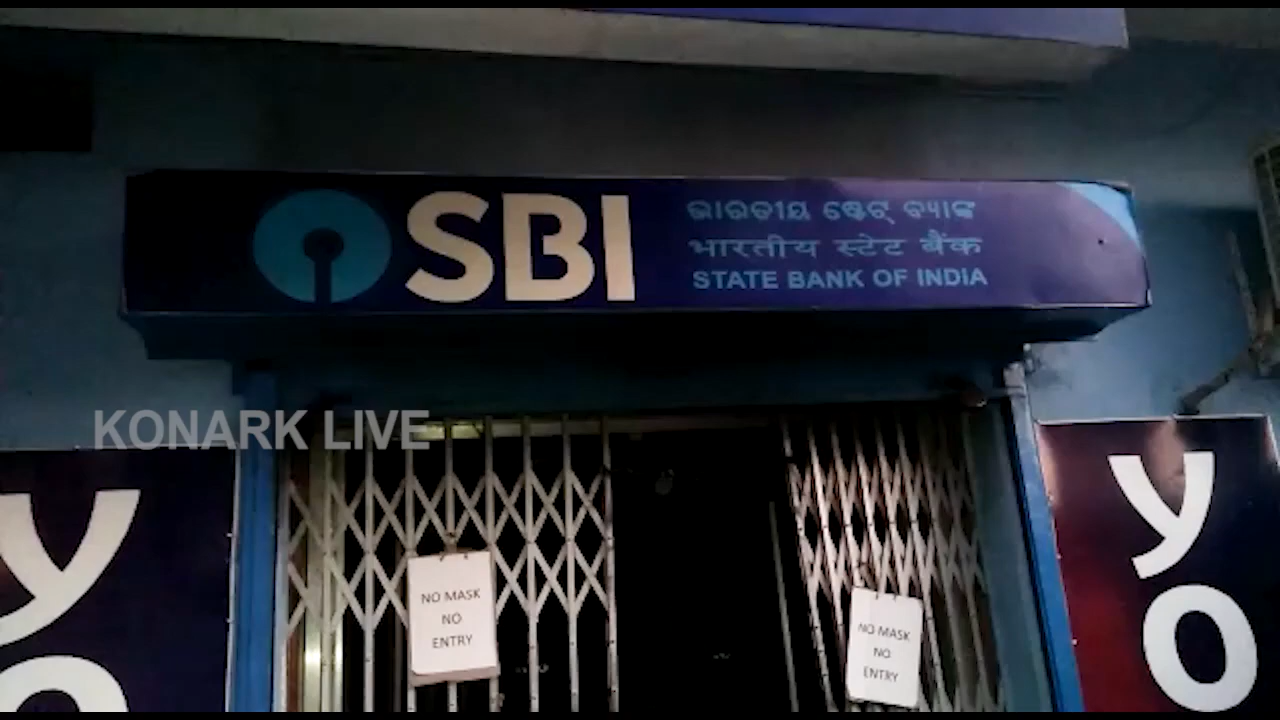 SBI
ଭାରତୀୟ ଷ୍ଟେଟ୍ ବ୍ୟାଙ୍କ
भारतीय स्टेट बैंक
STATE BANK OF INDIA
KONARK LIVE
yo
yo
NO MASK
NO
ENTRY
NO MASK
NO
ENTRY